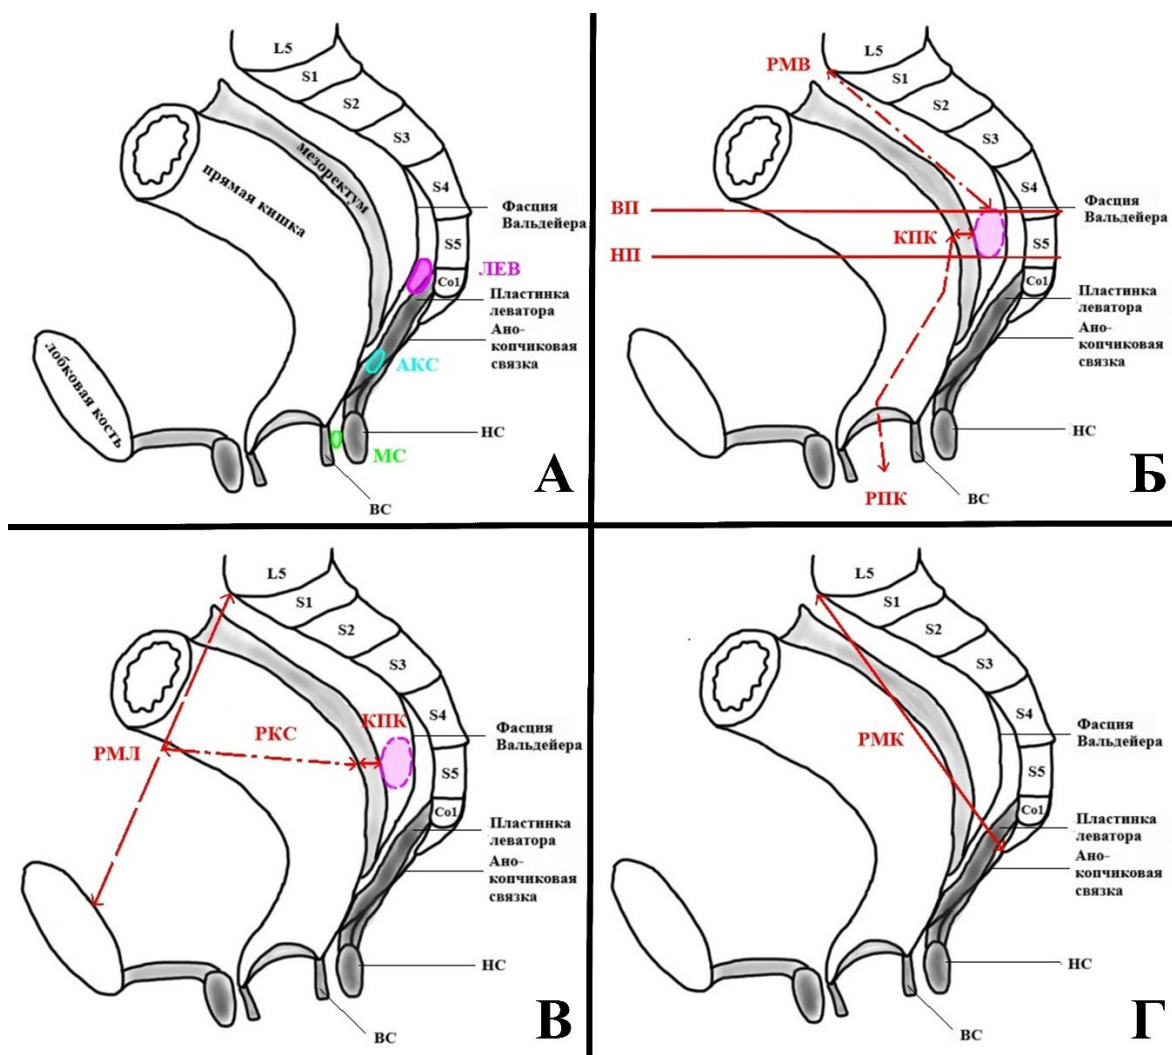 L5
S1
S2
S3
S4
S5
Co1
мезоректум
прямая кишка
лобковая кость
Фасция
Вальдейера
ЛЕВ
Пластинка
леватора
Ано-
копчиковая
связка
АКС
НС
МС
ВС
А
РМВ
L5
S1
S2
S3
S4
S5
Co1
ВП
НП
КПК
Фасция
Вальдейера
Пластинка
леватора
Ано-
копчиковая
связка
НС
РПК
ВС
Б
L5
S1
S2
S3
S4
S5
Co1
РМЛ
РКС
КПК
Фасция
Вальдейера
Пластинка
леватора
Ано-
копчиковая
связка
НС
ВС
В
L5
S1
S2
S3
S4
S5
Co1
РМК
Фасция
Вальдейера
Пластинка
леватора
Ано-
копчиковая
связка
НС
ВС
Г